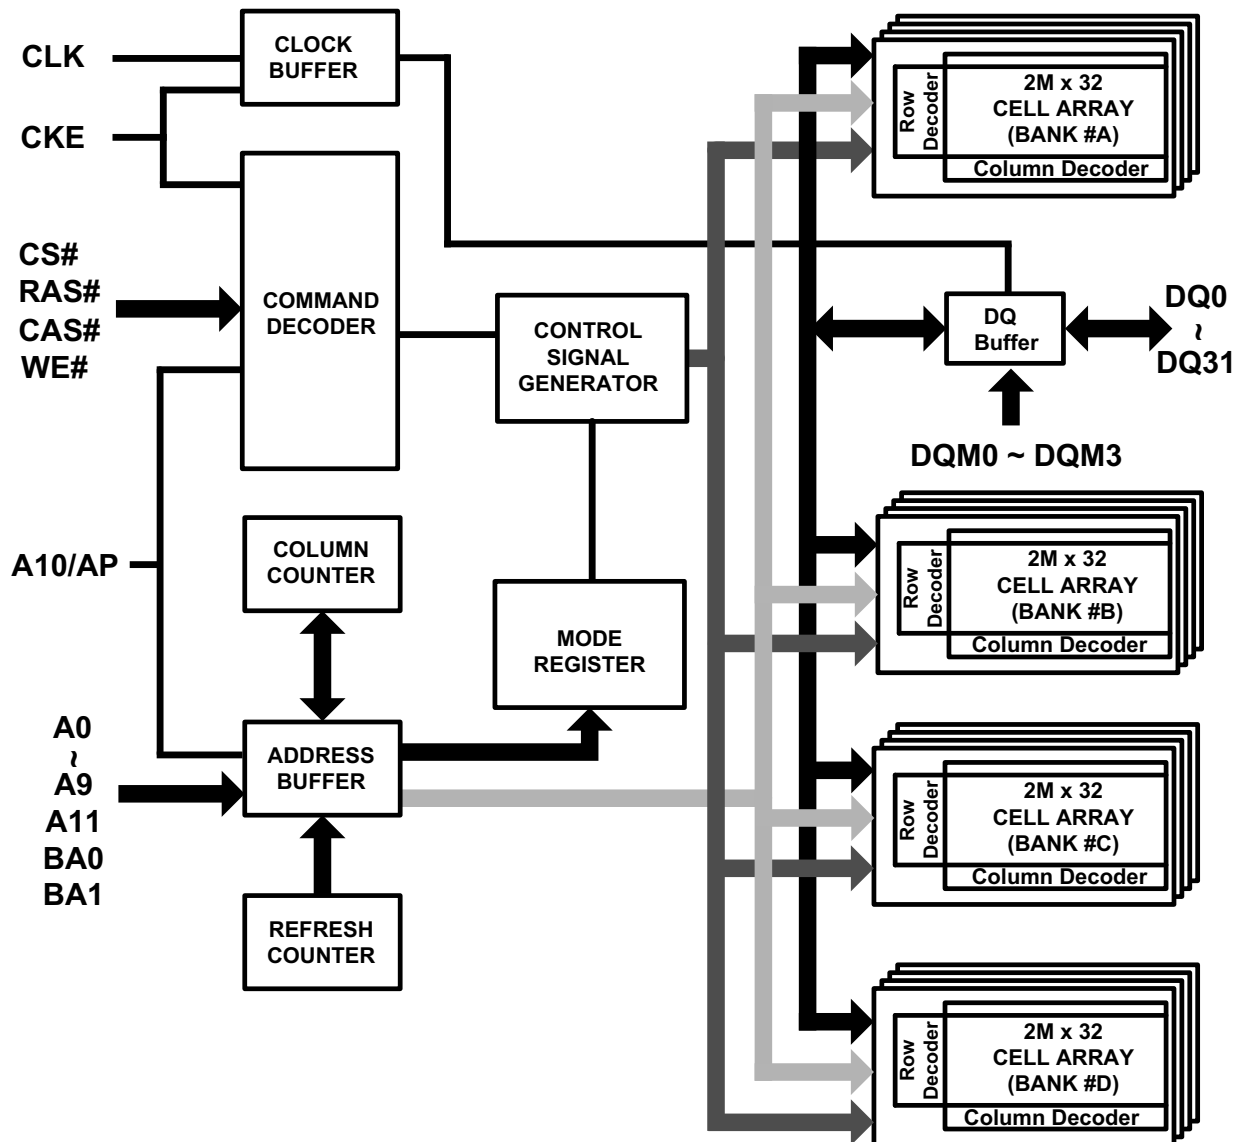 CLK
CKE
CLOCK
BUFFER
CS#
RAS#
CAS#
WE#
COMMAND
DECODER
CONTROL
SIGNAL
GENERATOR
A10/AP
COLUMN
COUNTER
MODE
REGISTER
A0
~
A9
A11
BA0
BA1
ADDRESS
BUFFER
REFRESH
COUNTER
Row
Decoder
2M x 32
CELL ARRAY
(BANK #A)
Column Decoder
DQ
Buffer
DQ0
~
DQ31
DQM0 ~ DQM3
Row
Decoder
2M x 32
CELL ARRAY
(BANK #B)
Column Decoder
Row
Decoder
2M x 32
CELL ARRAY
(BANK #C)
Column Decoder
Row
Decoder
2M x 32
CELL ARRAY
(BANK #D)
Column Decoder